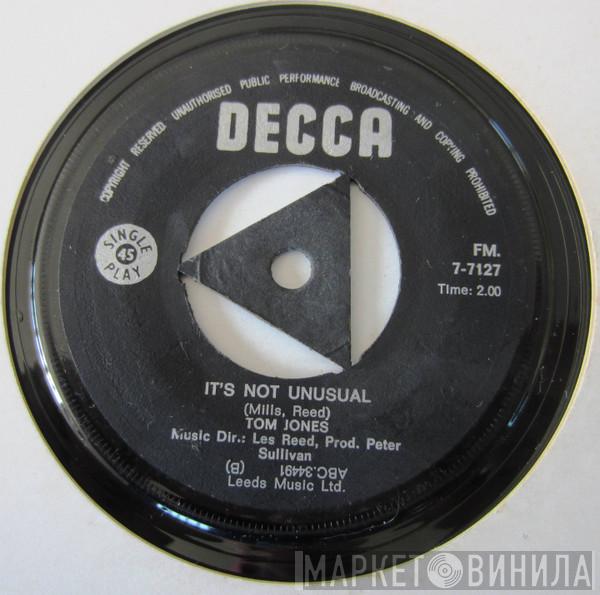 COPYRIGHT RESERVED UNAUTHORISED PUBLIC PERFORMANCE BROADCASTING AND COPYING PROHIBITED
DECCA
SINGLE
45
PLAY
FM.
7-7127
Time: 2.00
IT'S NOT UNUSUAL
(Mills, Reed)
TOM JONES
Music Dir.: Les Reed, Prod. Peter
Sullivan
ABC.34491 (B)
Leeds Music Ltd.
МАРКЕТ ВИНИЛА